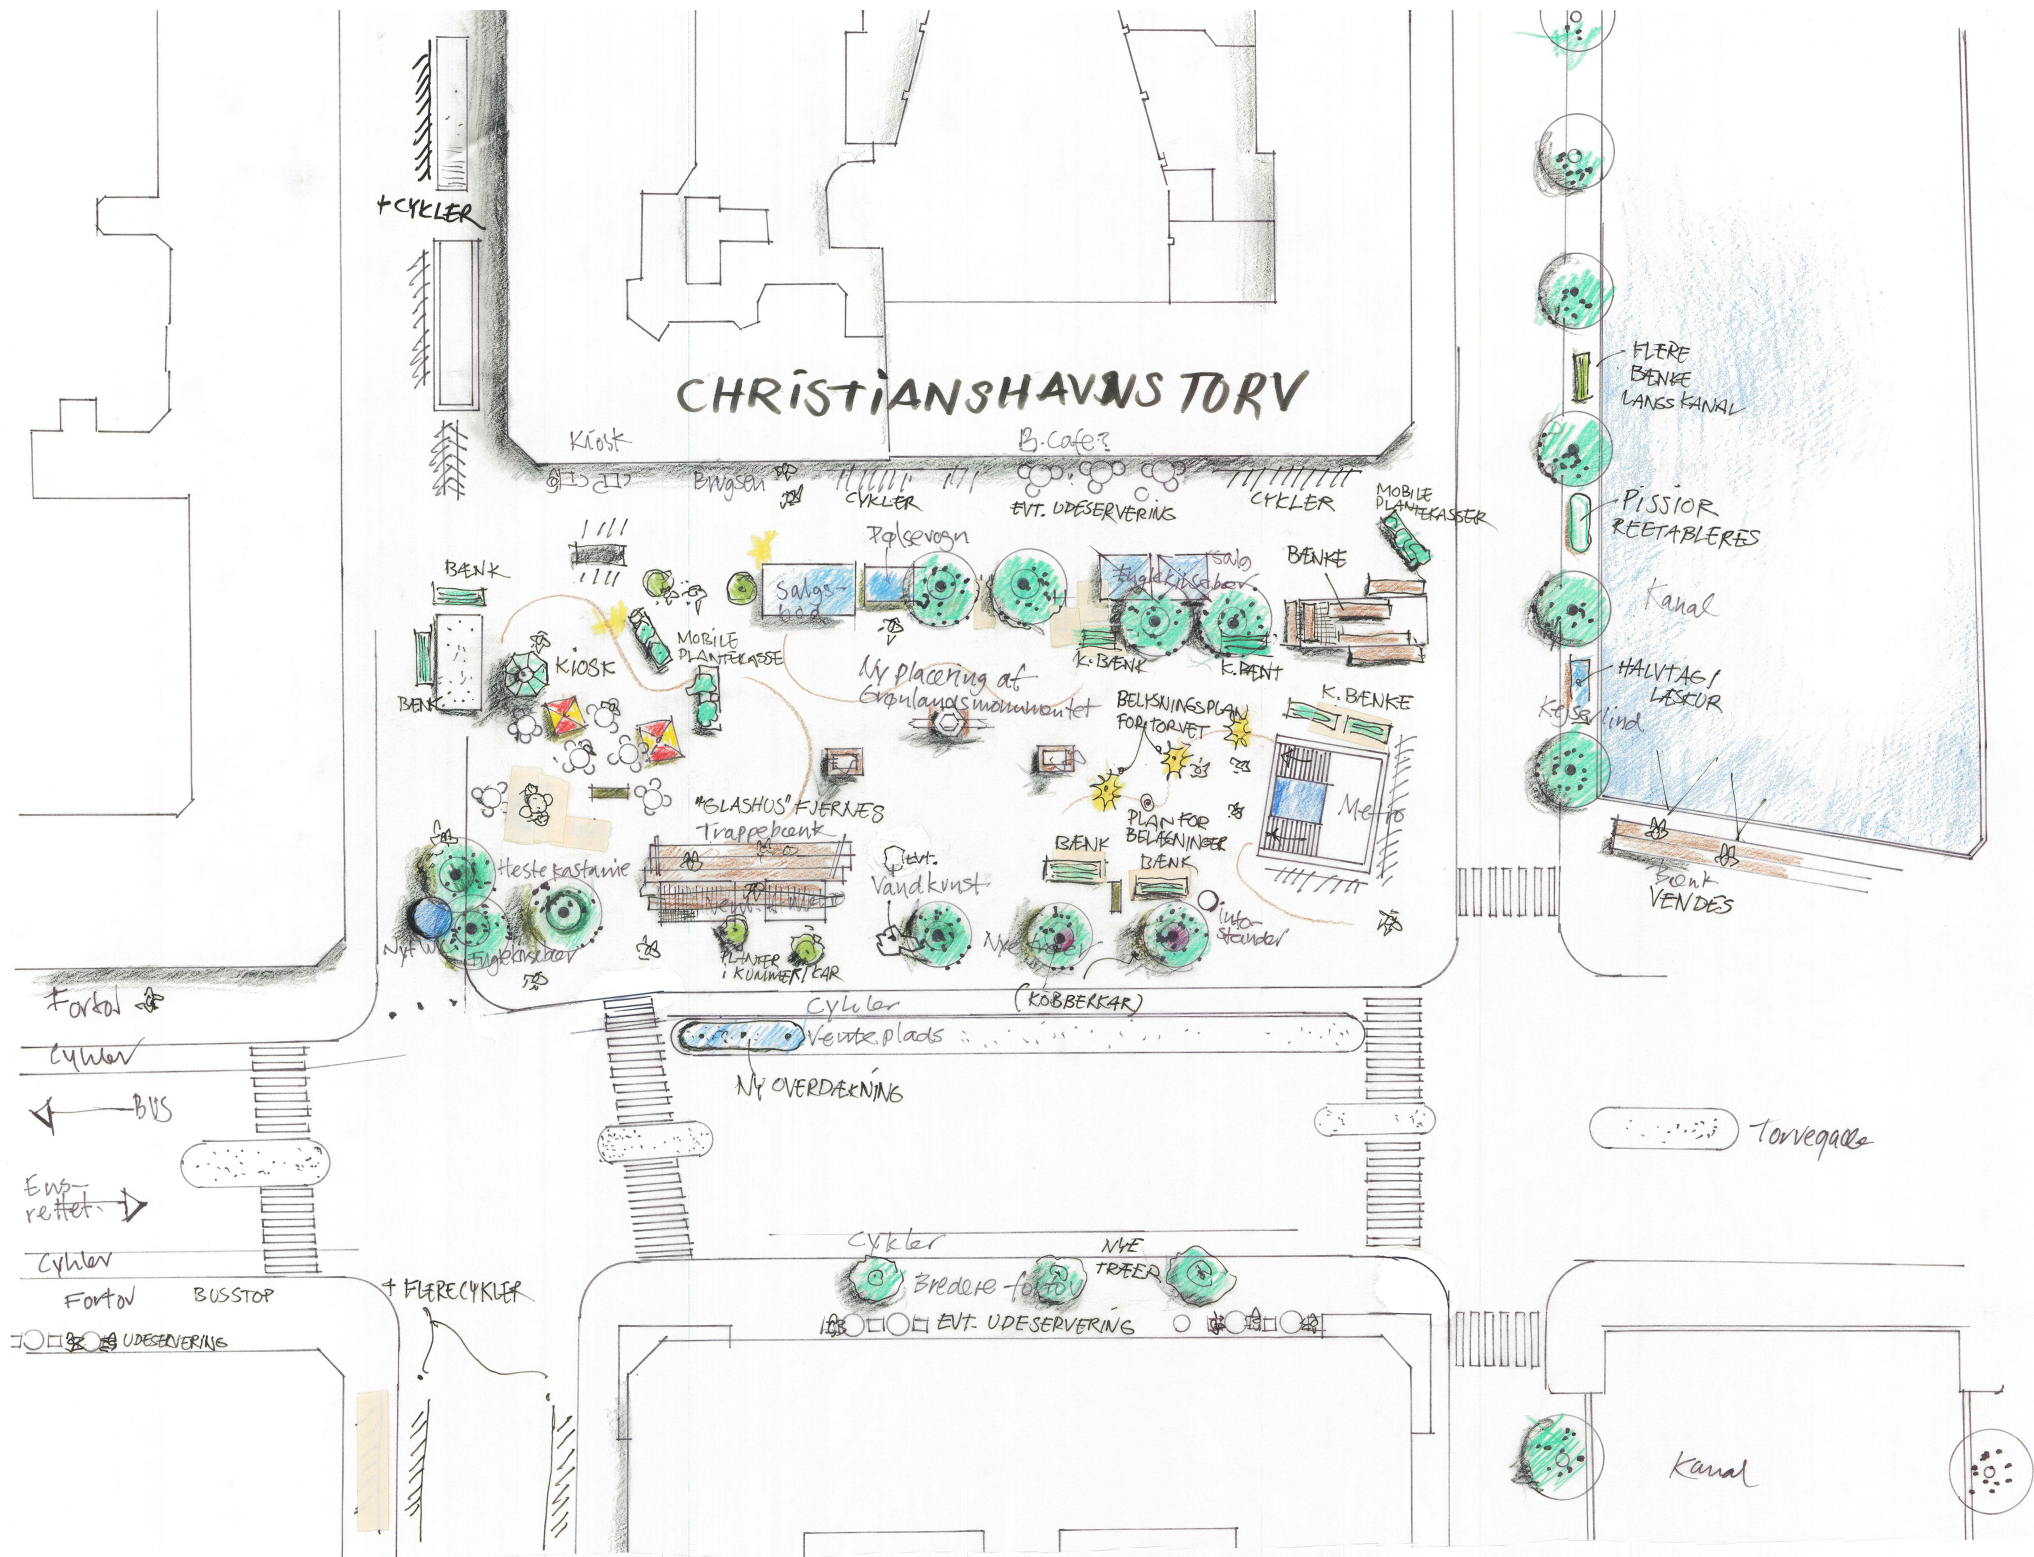 + CYKLER
FLERE
BÆNKE
LANGS KANAL
CHRISTIANSHAVNS TORV
Kiosk
B. Cafe?
Brugsen
CYKLER
EVT. UDESERVERING
CYKLER
MOBILE
PLANTEKASSER
PISSIOR
REETABLERES
Pølsevogn
BÆNKE
BÆNK
Salgs-
bod
salg
Fuglekirsebær
Kanal
MOBILE
PLANTEKASSE
KIOSK
K. BÆNK
K. BÆNK
HALVTAG/
LÆSKUR
BÆNK
Ny placering af
Grønlandsmonumentet
K. BÆNKE
BELYSNINGSPLAN
FOR TORVET
Kejserlind
"GLASHUS" FJERNES
Trappebænk
PLAN FOR
BELÆGNINGER
Metro
BÆNK
BÆNK
Hestekastanie
EVT.
Vandkunst
Bænk
VENDES
Info-
stander
Nyt
Fuglekirsebær
PLANTER
I KUMMER/KAR
(KOBBERKAR)
Fortov
Cykler
Venteplads
Cykler
NY OVERDÆKNING
BUS
Torvegade
Ens-
rettet.
Cykler
Cykler
NYE
TRÆER
Fortov
BUSSTOP
+ FLERE CYKLER
Bredere fortov
UDESERVERING
EVT. UDESERVERING
Kanal